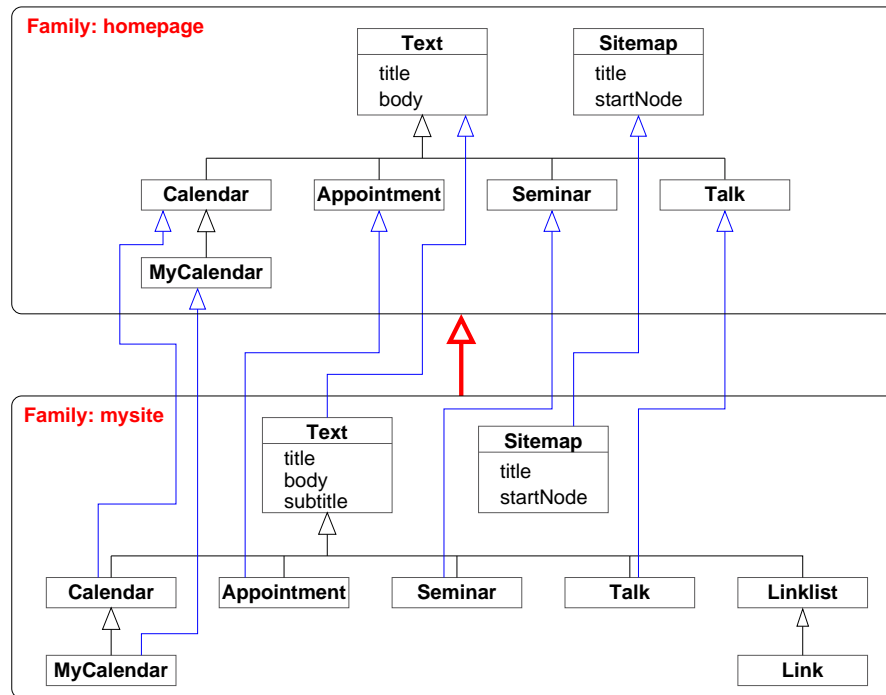 Family: homepage
Text
title
body
Sitemap
title
startNode
Calendar
Appointment
Seminar
Talk
MyCalendar
Family: mysite
Text
title
body
subtitle
Sitemap
title
startNode
Calendar
Appointment
Seminar
Talk
Linklist
MyCalendar
Link